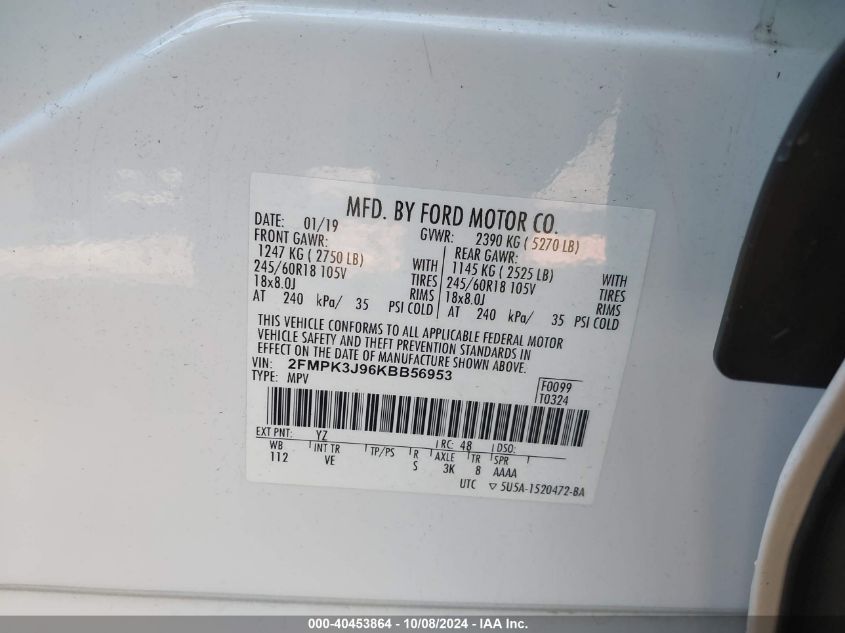 MFD. BY FORD MOTOR CO.
DATE: 01/19 GVWR: 2390 KG ( 5270 LB)
FRONT GAWR: REAR GAWR:
1247 KG ( 2750 LB) WITH 1145 KG ( 2525 LB) WITH
245/60R18 105V TIRES 245/60R18 105V TIRES
18x8.0J RIMS 18x8.0J RIMS
AT 240 kPa/ 35 PSI COLD AT 240 kPa/ 35 PSI COLD
THIS VEHICLE CONFORMS TO ALL APPLICABLE FEDERAL MOTOR
VEHICLE SAFETY AND THEFT PREVENTION STANDARDS IN
EFFECT ON THE DATE OF MANUFACTURE SHOWN ABOVE.
VIN: 2FMPK3J96KBB56953
TYPE: MPV
F0099
T0324
EXT PNT: YZ RC: 48 DSO:
WB INT TR TP/PS R AXLE TR SPR
112 VE S 3K 8 AAAA
UTC ▽ 5U5A-1520472-BA
000-40453864 - 10/08/2024 - IAA Inc.